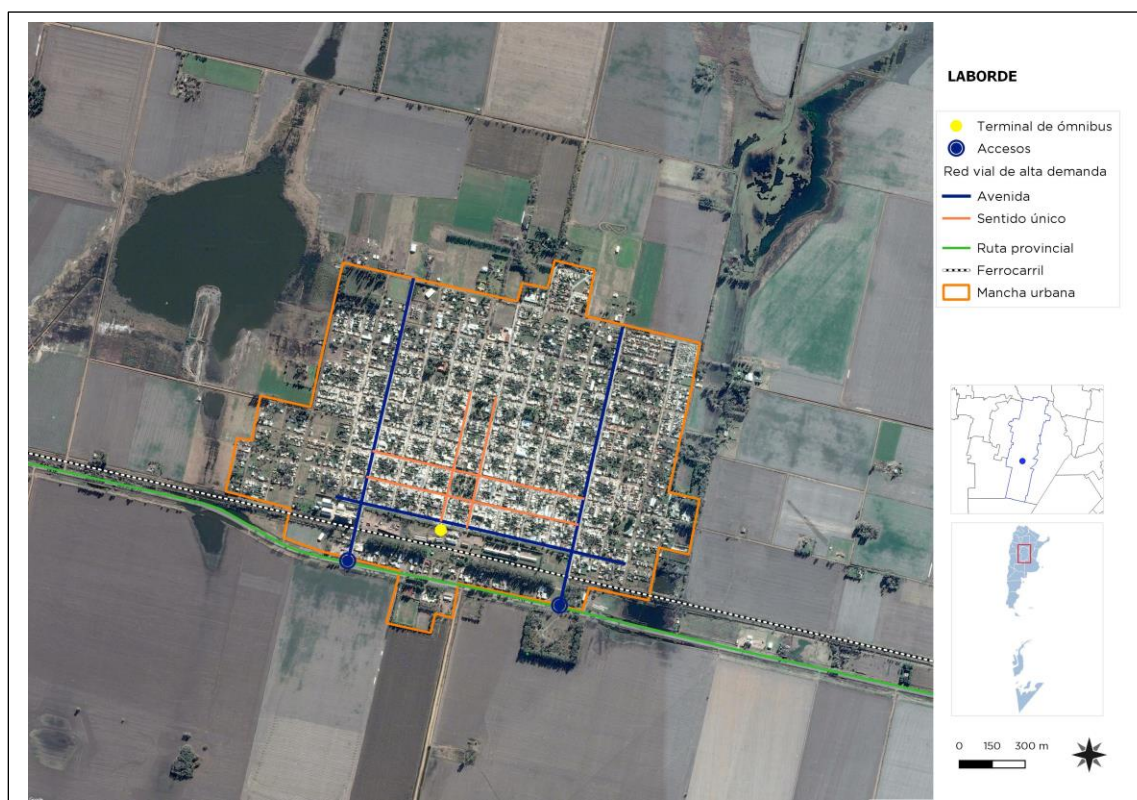 LABORDE
Terminal de ómnibus
Accesos
Red vial de alta demanda
Avenida
Sentido único
Ruta provincial
Ferrocarril
Mancha urbana
0 150 300 m